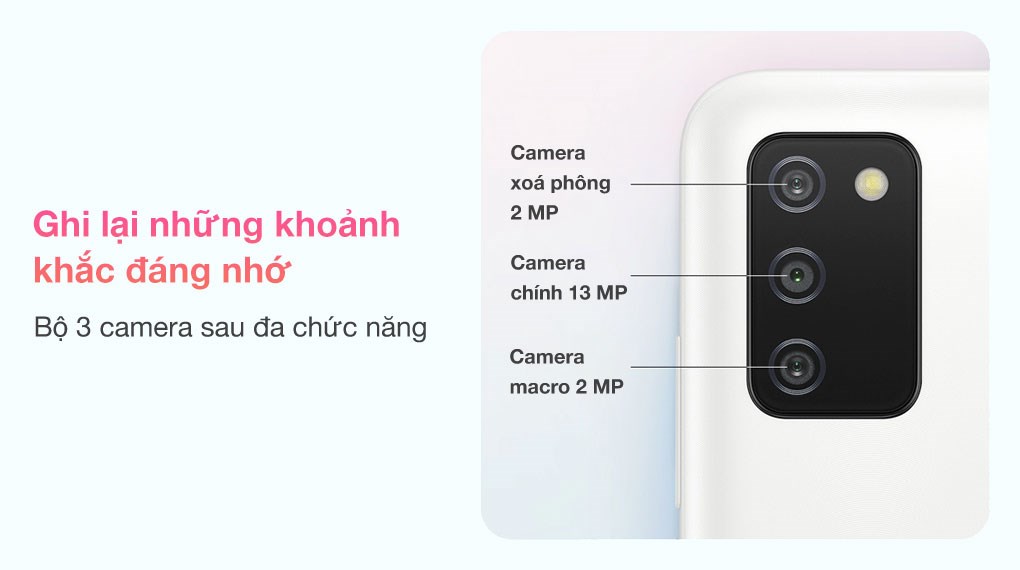 Ghi lại những khoảnh
khắc đáng nhớ
Bộ 3 camera sau đa chức năng
Camera
xoá phông
2 MP
Camera
chính 13 MP
Camera
macro 2 MP